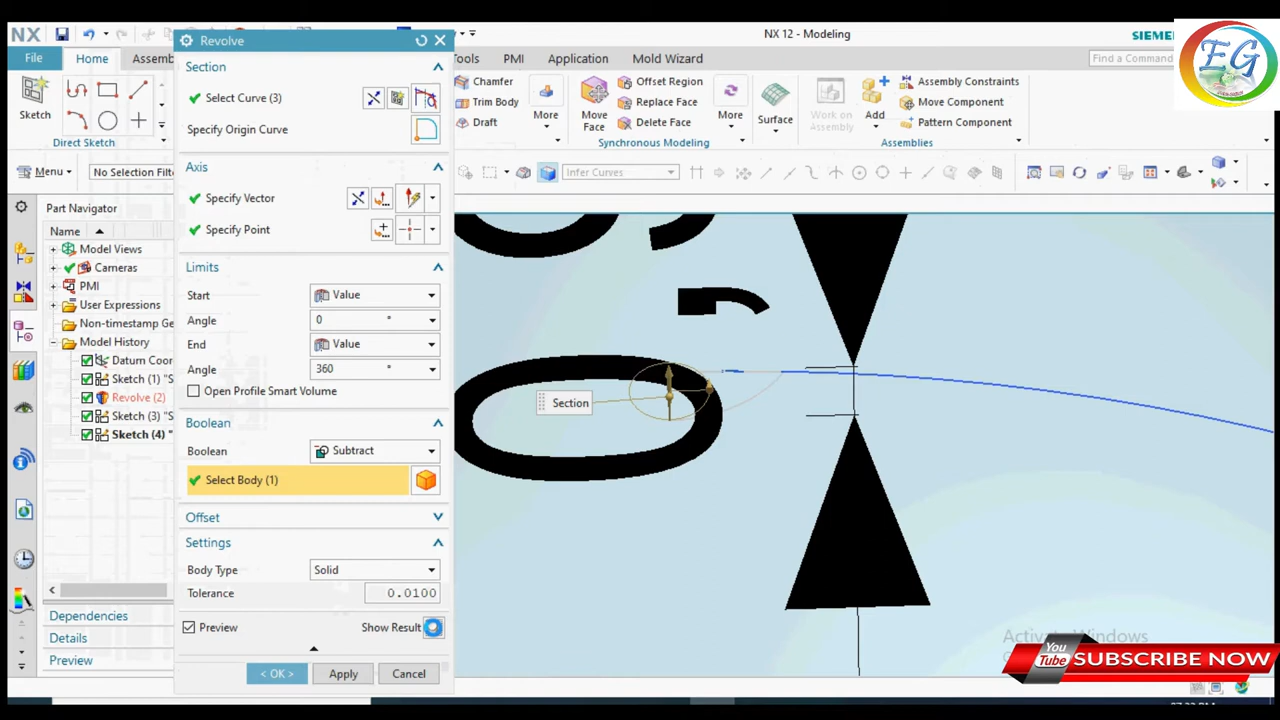 NX
NX 12 - Modeling
SIEME
EG
Revolve
File
Home
Assemb
Tools
PMI
Application
Mold Wizard
Find a Command
Section
Select Curve (3)
Specify Origin Curve
Sketch
Direct Sketch
Chamfer
Trim Body
Draft
More
Move
Face
Offset Region
Replace Face
Delete Face
More
Synchronous Modeling
Surface
Work on
Assembly
Add
Assembly Constraints
Move Component
Pattern Component
Assemblies
Menu
No Selection Filt
Infer Curves
Axis
Specify Vector
Specify Point
Part Navigator
Name
Model Views
Cameras
PMI
User Expressions
Non-timestamp Ge
Model History
Datum Coor
Sketch (1) "S
Revolve (2)
Sketch (3) "S
Sketch (4) "
Limits
Start
Value
Angle
0
°
End
Value
Angle
360
°
Open Profile Smart Volume
Boolean
Boolean
Subtract
Select Body (1)
Offset
Settings
Body Type
Solid
Tolerance
0.0100
Preview
Show Result
< OK >
Apply
Cancel
Dependencies
Details
Preview
Section
Activate Windows
You
Tube
SUBSCRIBE NOW